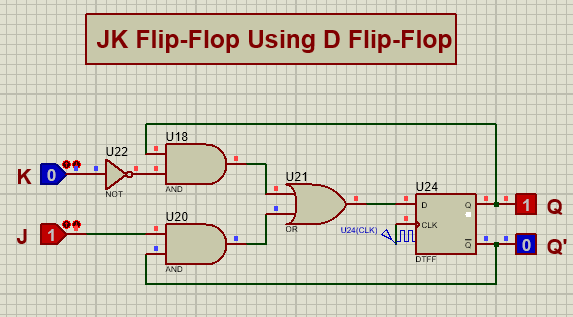 JK Flip-Flop Using D Flip-Flop
U18
AND
U22
NOT
K
0
U21
OR
U24
D
Q
CLK
Q
DTFF
U24(CLK)
1
Q
0
Q'
J
1
U20
AND